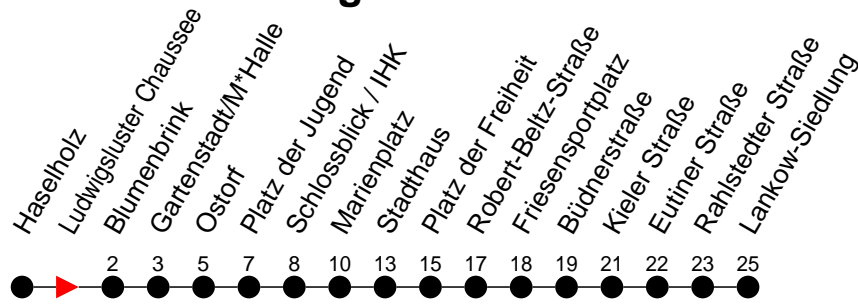 Haselholz
Ludwigsluster Chaussee
Blumenbrink
Gartenstadt/M*Halle
Ostorf
Platz der Jugend
Schlossblick / IHK
Marienplatz
Stadthaus
Platz der Freiheit
Robert-Beltz-Straße
Friesensportplatz
Büdnerstraße
Kieler Straße
Eutiner Straße
Rahlstedter Straße
Lankow-Siedlung
2 3 5 7 8 10 13 15 17 18 19 21 22 23 25